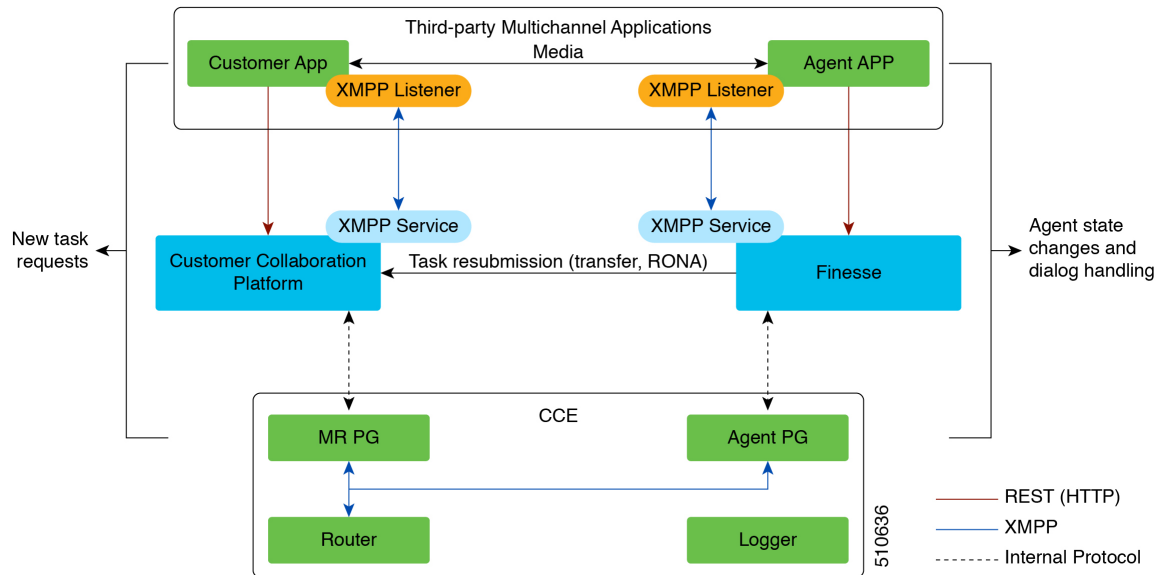 Third-party Multichannel Applications
Media
Customer App
Agent APP
XMPP Listener
XMPP Listener
XMPP Service
XMPP Service
New task
requests
Customer Collaboration
Platform
Task resubmission (transfer, RONA)
Finesse
Agent state
changes and
dialog handling
CCE
MR PG
Agent PG
Router
Logger
510636
REST (HTTP)
XMPP
Internal Protocol